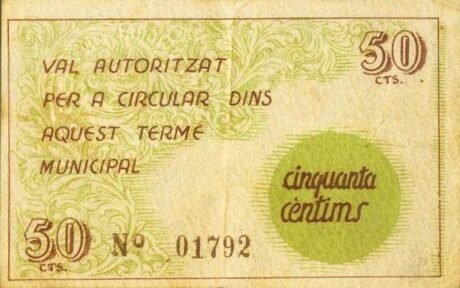 50
CTS.
VAL AUTORITZAT
PER A CIRCULAR DINS
AQUEST TERME
MUNICIPAL
cinquanta
cèntims
50
CTS.
Nº 01792